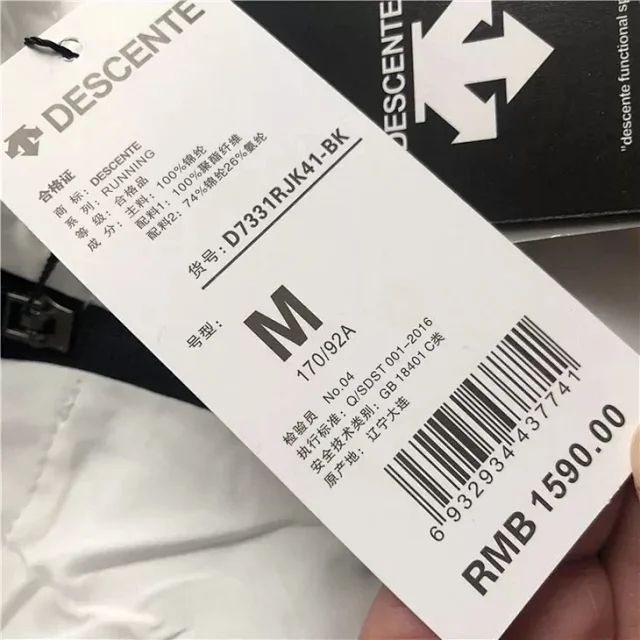 DESCENTE
合格证
商 标: DESCENTE
系 列: RUNNING
等 级: 合格品
成 分: 主料: 100%锦纶
配料1: 100%聚酯纤维
配料2: 74%锦纶26%氨纶
货号: D7331RJK41-BK
号型: M
170/92A
检验员 No.04
执行标准: Q/SDST 001-2016
安全技术类别: GB 18401 C类
原产地: 辽宁大连
6 932934 437741
RMB 1590.00
DESCENTE
"descente functional